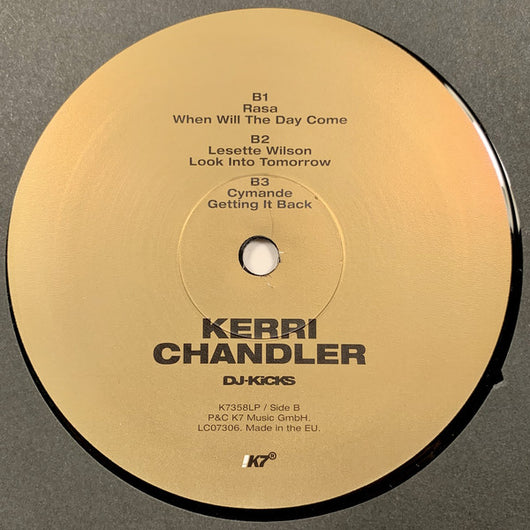 B1
Rasa
When Will The Day Come
B2
Lesette Wilson
Look Into Tomorrow
B3
Cymande
Getting It Back
KERRI
CHANDLER
DJ-KiCKS
K7358LP / Side B
P&C K7 Music GmbH,
LC07306. Made in the EU.
!K7®